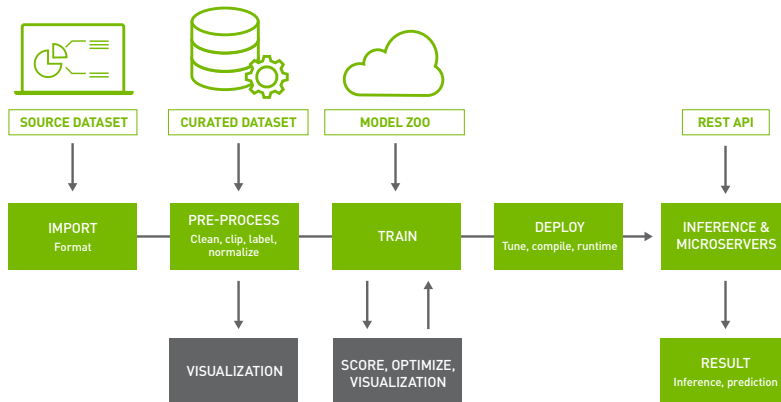 SOURCE DATASET
CURATED DATASET
MODEL ZOO
REST API
IMPORT
Format
PRE-PROCESS
Clean, clip, label,
normalize
TRAIN
DEPLOY
Tune, compile, runtime
INFERENCE &
MICROSERVERS
VISUALIZATION
SCORE, OPTIMIZE,
VISUALIZATION
RESULT
Inference, prediction